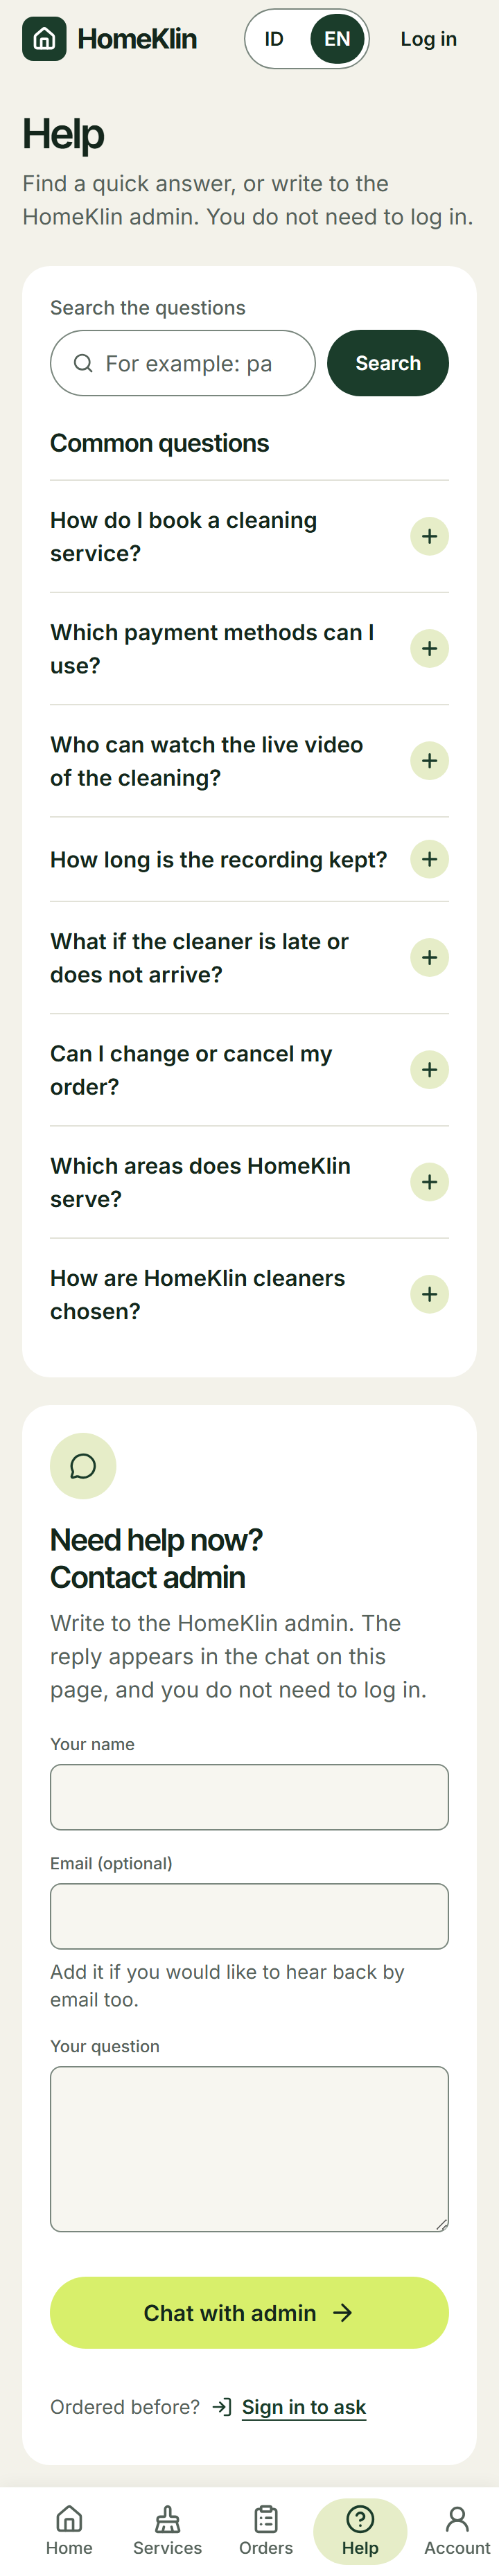 HomeKlin
ID
EN
Log in
Help
Find a quick answer, or write to the
HomeKlin admin. You do not need to log in.
Search the questions
For example: pa
Search
Common questions
How do I book a cleaning
service?
Which payment methods can I
use?
Who can watch the live video
of the cleaning?
How long is the recording kept?
What if the cleaner is late or
does not arrive?
Can I change or cancel my
order?
Which areas does HomeKlin
serve?
How are HomeKlin cleaners
chosen?
Need help now?
Contact admin
Write to the HomeKlin admin. The
reply appears in the chat on this
page, and you do not need to log in.
Your name
Email (optional)
Add it if you would like to hear back by
email too.
Your question
Chat with admin
Ordered before? Sign in to ask
Home
Services
Orders
Help
Account